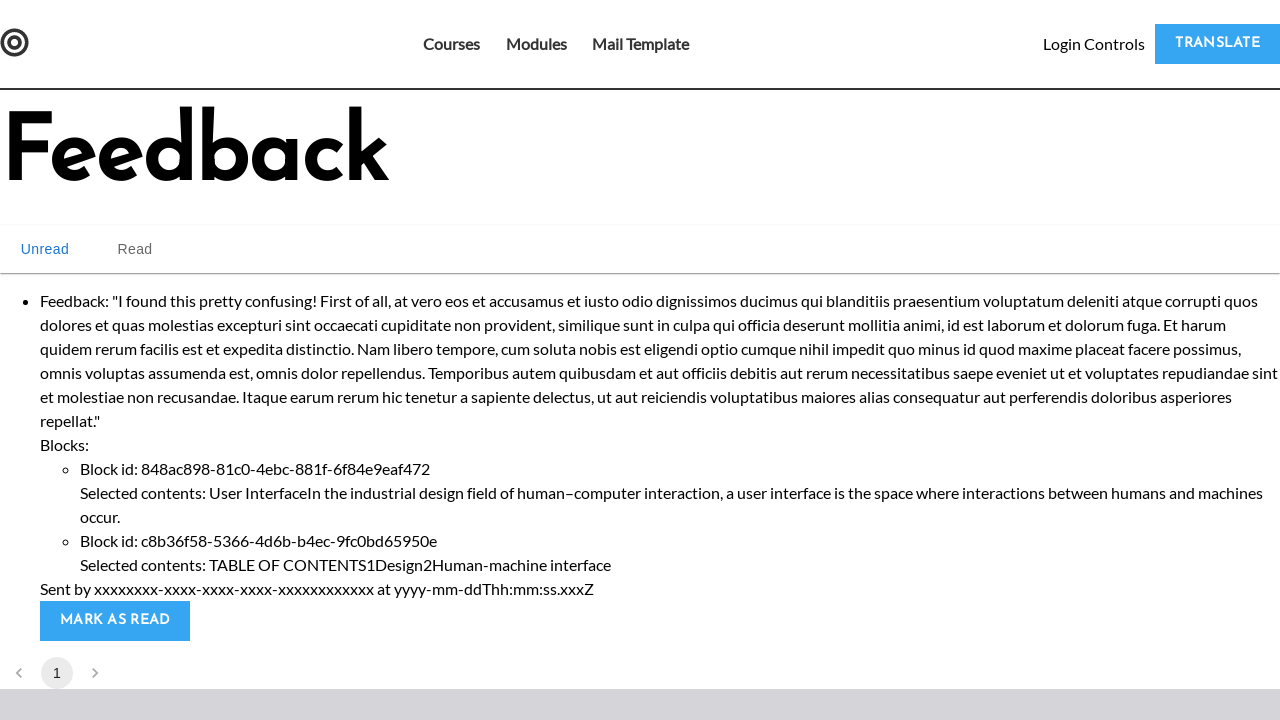 Courses Modules Mail Template Login Controls TRANSLATE
Feedback
Unread Read
Feedback: "I found this pretty confusing! First of all, at vero eos et accusamus et iusto odio dignissimos ducimus qui blanditiis praesentium voluptatum deleniti atque corrupti quos
dolores et quas molestias excepturi sint occaecati cupiditate non provident, similique sunt in culpa qui officia deserunt mollitia animi, id est laborum et dolorum fuga. Et harum
quidem rerum facilis est et expedita distinctio. Nam libero tempore, cum soluta nobis est eligendi optio cumque nihil impedit quo minus id quod maxime placeat facere possimus,
omnis voluptas assumenda est, omnis dolor repellendus. Temporibus autem quibusdam et aut officiis debitis aut rerum necessitatibus saepe eveniet ut et voluptates repudiandae sint
et molestiae non recusandae. Itaque earum rerum hic tenetur a sapiente delectus, ut aut reiciendis voluptatibus maiores alias consequatur aut perferendis doloribus asperiores
repellat."
Blocks:
Block id: 848ac898-81c0-4ebc-881f-6f84e9eaf472
Selected contents: User InterfaceIn the industrial design field of human–computer interaction, a user interface is the space where interactions between humans and machines
occur.
Block id: c8b36f58-5366-4d6b-b4ec-9fc0bd65950e
Selected contents: TABLE OF CONTENTS1Design2Human-machine interface
Sent by xxxxxxxx-xxxx-xxxx-xxxx-xxxxxxxxxxxx at yyyy-mm-ddThh:mm:ss.xxxZ
MARK AS READ
1